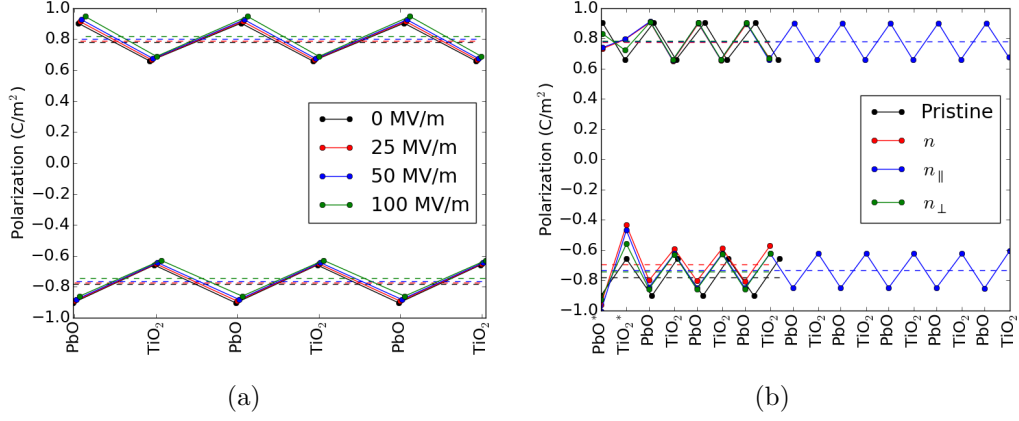 1.0
0.8
0.6
0.4
0.2
0.0
−0.2
−0.4
−0.6
−0.8
−1.0
Polarization (C/m²)
0 MV/m
25 MV/m
50 MV/m
100 MV/m
PbO
TiO₂
PbO
TiO₂
PbO
TiO₂
(a)
1.0
0.8
0.6
0.4
0.2
0.0
−0.2
−0.4
−0.6
−0.8
−1.0
Polarization (C/m²)
Pristine
n
n∥
n⊥
PbO*
TiO₂*
PbO
TiO₂
PbO
TiO₂
PbO
TiO₂
PbO
TiO₂
PbO
TiO₂
PbO
TiO₂
PbO
TiO₂
PbO
TiO₂
(b)